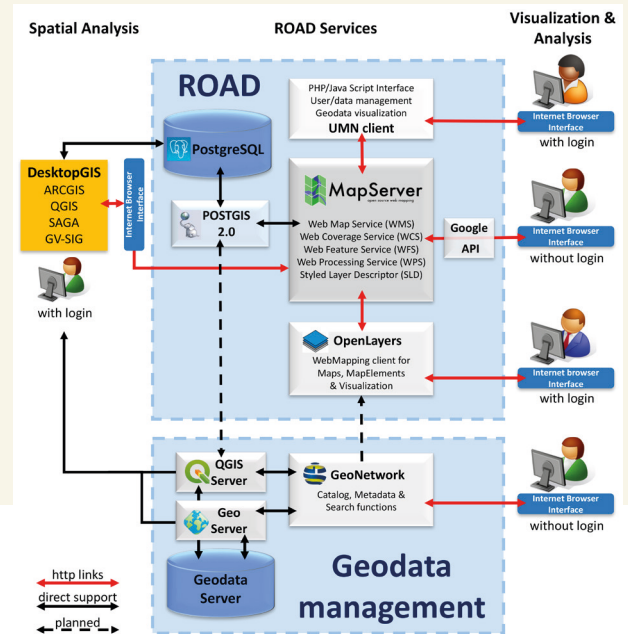 Spatial Analysis
ROAD Services
Visualization &
Analysis
ROAD
PHP/Java Script Interface
User/data management
Geodata visualization
UMN client
Internet Browser
Interface
with login
PostgreSQL
DesktopGIS
ARCGIS
QGIS
SAGA
GV-SIG
Internet Browser
Interface
with login
POSTGIS
2.0
MapServer
open source web mapping
Web Map Service (WMS)
Web Coverage Service (WCS)
Web Feature Service (WFS)
Web Processing Service (WPS)
Styled Layer Descriptor (SLD)
Google
API
Internet Browser
Interface
without login
OpenLayers
WebMapping client for
Maps, MapElements
& Visualization
Internet browser
Interface
with login
QGIS
Server
GeoNetwork
Catalog, Metadata &
Search functions
Internet Browser
Interface
without login
Geo
Server
Geodata
Server
Geodata
management
http links
direct support
planned